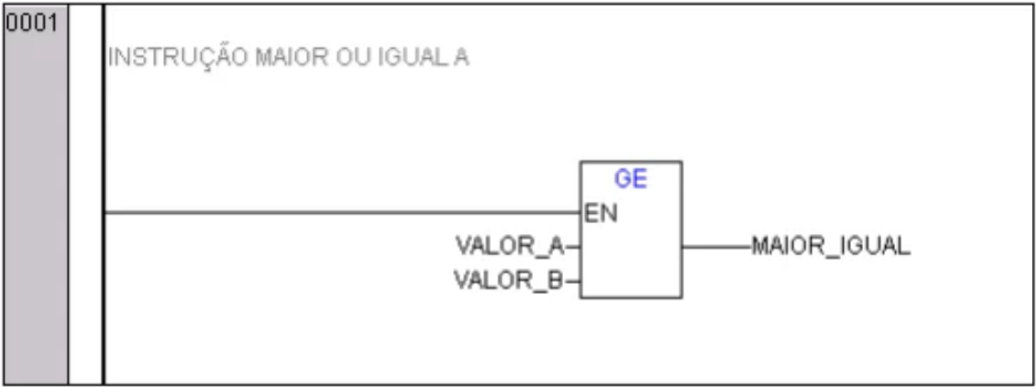 0001
INSTRUÇÃO MAIOR OU IGUAL A
GE
EN
VALOR_A
MAIOR_IGUAL
VALOR_B